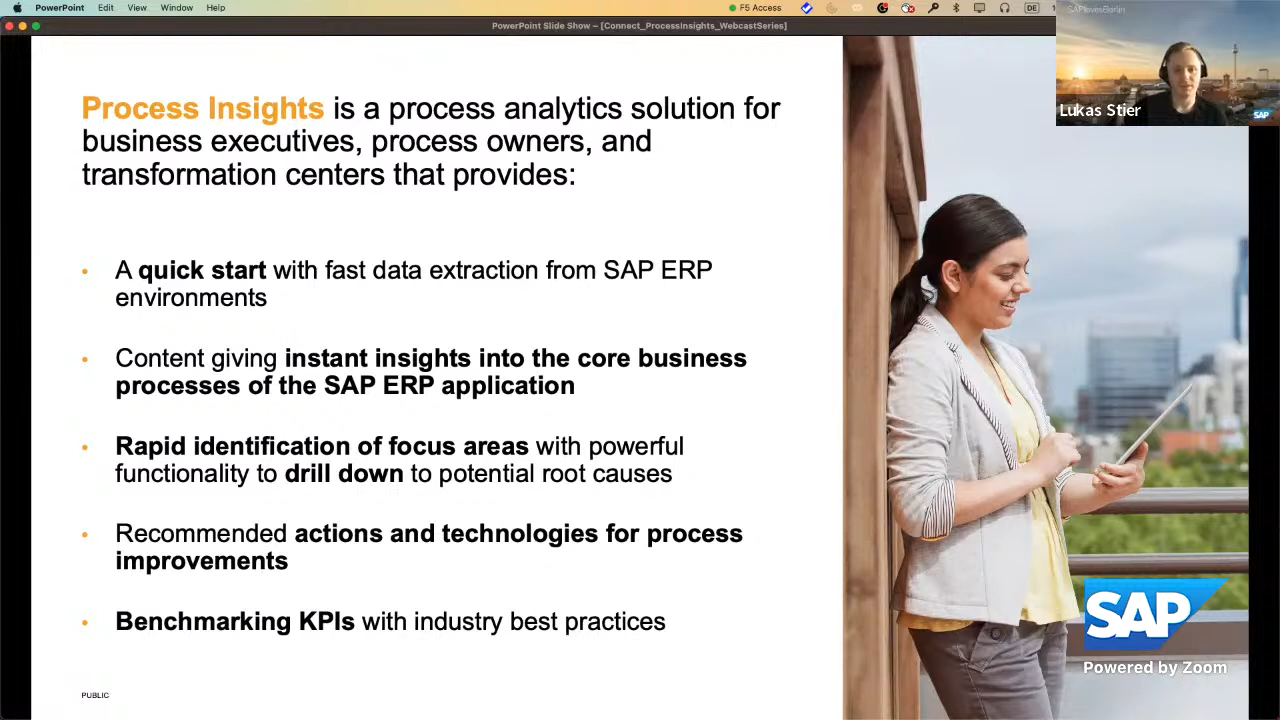 PowerPoint Edit View Window Help
F5 Access
DE
PowerPoint Slide Show – [Connect_ProcessInsights_WebcastSeries]
SAPlovesBerlin
Lukas Stier
SAP
Process Insights is a process analytics solution for
business executives, process owners, and
transformation centers that provides:
• A quick start with fast data extraction from SAP ERP
environments
• Content giving instant insights into the core business
processes of the SAP ERP application
• Rapid identification of focus areas with powerful
functionality to drill down to potential root causes
• Recommended actions and technologies for process
improvements
• Benchmarking KPIs with industry best practices
SAP
Powered by Zoom
PUBLIC